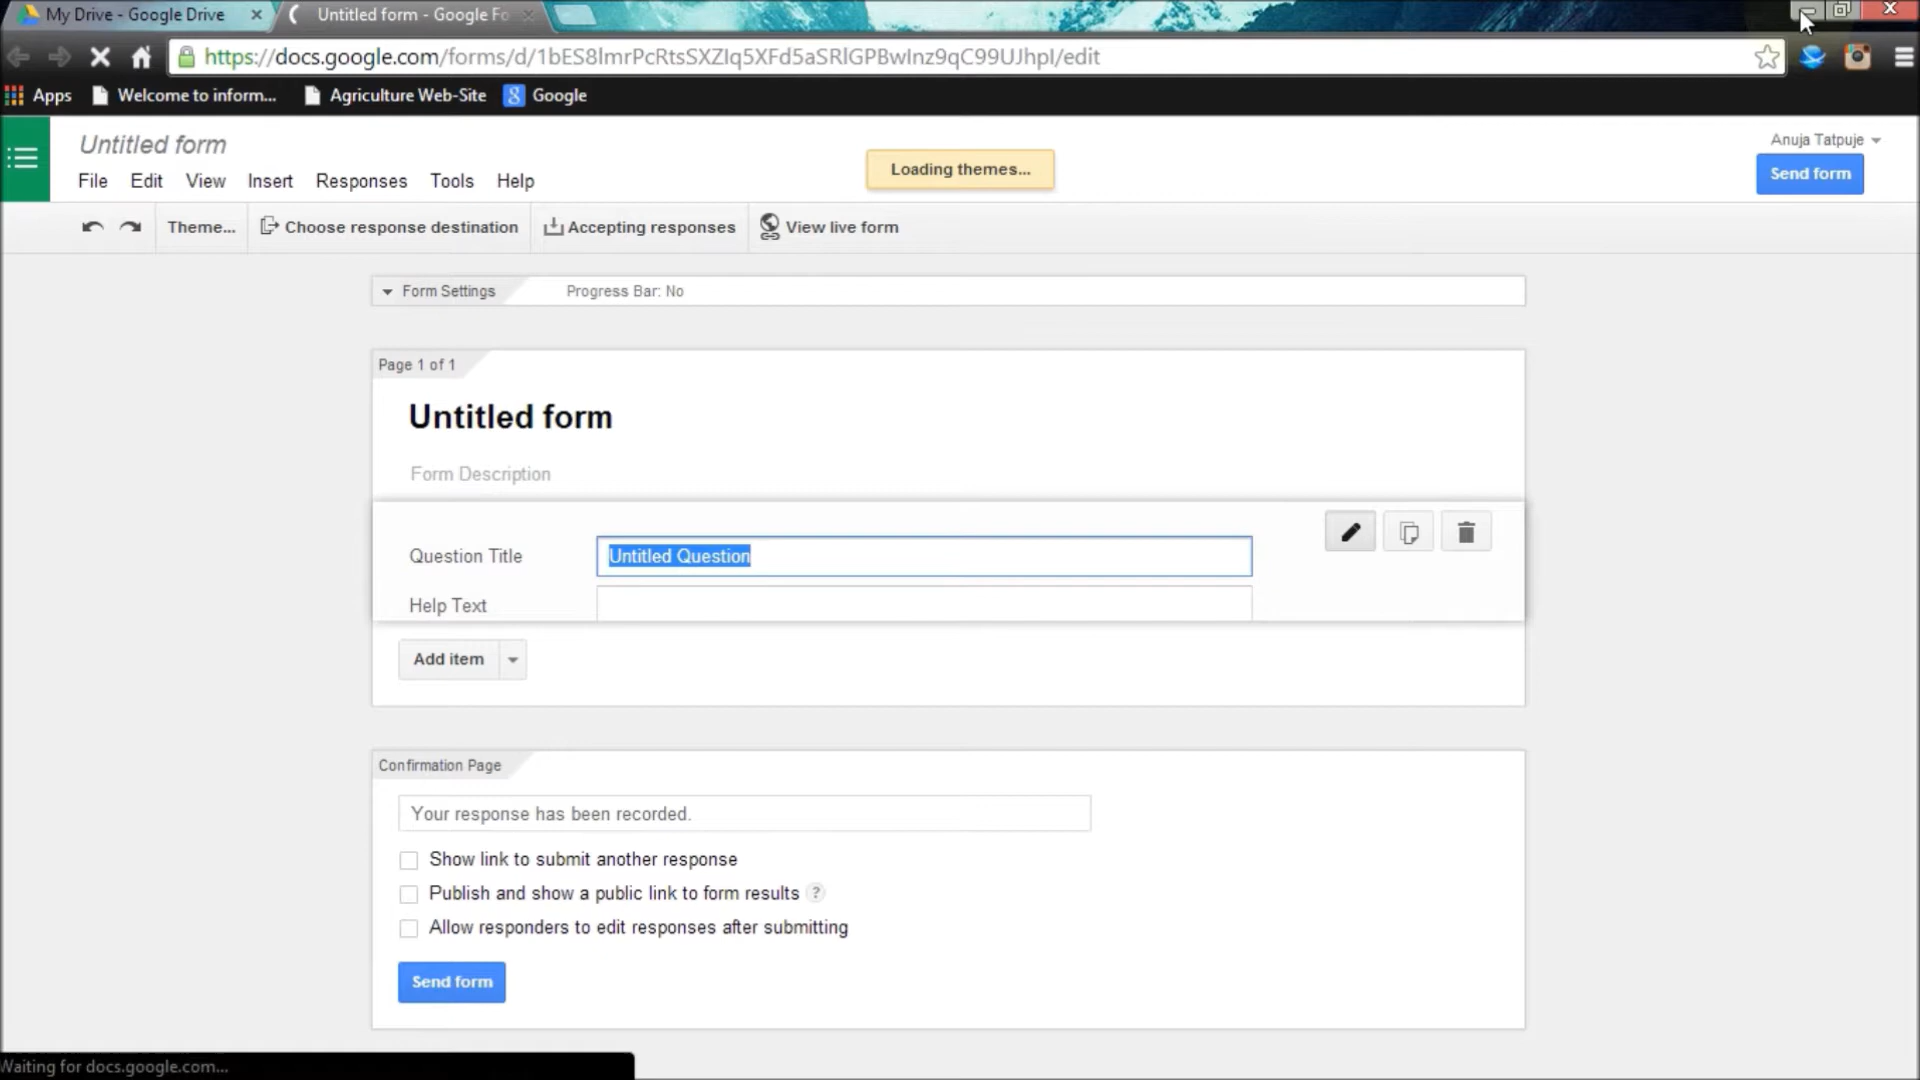 My Drive - Google Drive
Untitled form - Google Fo
https://docs.google.com/forms/d/1bES8lmrPcRtsSXZIq5XFd5aSRlGPBwInz9qC99UJhpI/edit
Apps
Welcome to inform...
Agriculture Web-Site
Google
Untitled form
Anuja Tatpuje
File Edit View Insert Responses Tools Help
Loading themes...
Send form
Theme...
Choose response destination
Accepting responses
View live form
Form Settings
Progress Bar: No
Page 1 of 1
Untitled form
Form Description
Question Title
Untitled Question
Help Text
Add item
Confirmation Page
Your response has been recorded.
Show link to submit another response
Publish and show a public link to form results ?
Allow responders to edit responses after submitting
Send form
Waiting for docs.google.com...